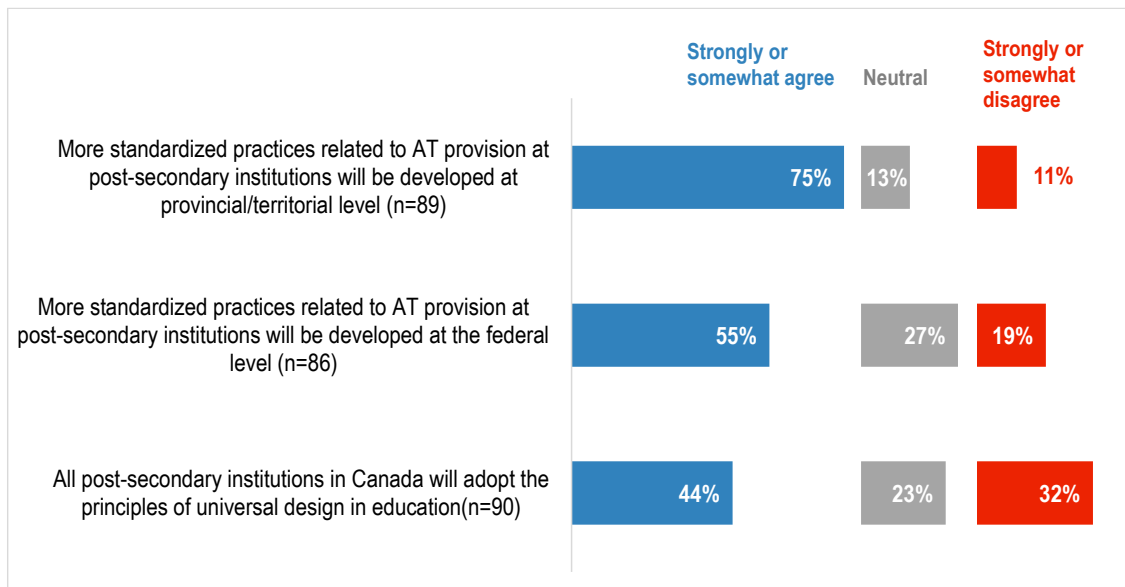 Strongly or
somewhat agree
Neutral
Strongly or
somewhat
disagree
More standardized practices related to AT provision at
post-secondary institutions will be developed at
provincial/territorial level (n=89)
75%
13%
11%
More standardized practices related to AT provision at
post-secondary institutions will be developed at the federal
level (n=86)
55%
27%
19%
All post-secondary institutions in Canada will adopt the
principles of universal design in education(n=90)
44%
23%
32%